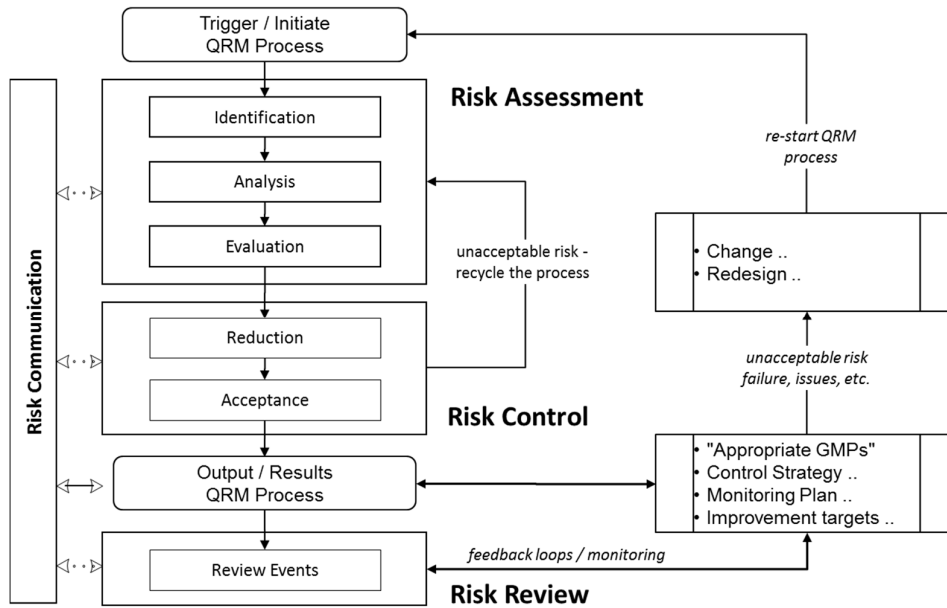 Trigger / Initiate
QRM Process
Risk Assessment
Identification
Analysis
Evaluation
re-start QRM
process
unacceptable risk -
recycle the process
• Change ..
• Redesign ..
Risk Communication
Reduction
Acceptance
Risk Control
unacceptable risk
failure, issues, etc.
Output / Results
QRM Process
• "Appropriate GMPs"
• Control Strategy ..
• Monitoring Plan ..
• Improvement targets ..
Review Events
feedback loops / monitoring
Risk Review